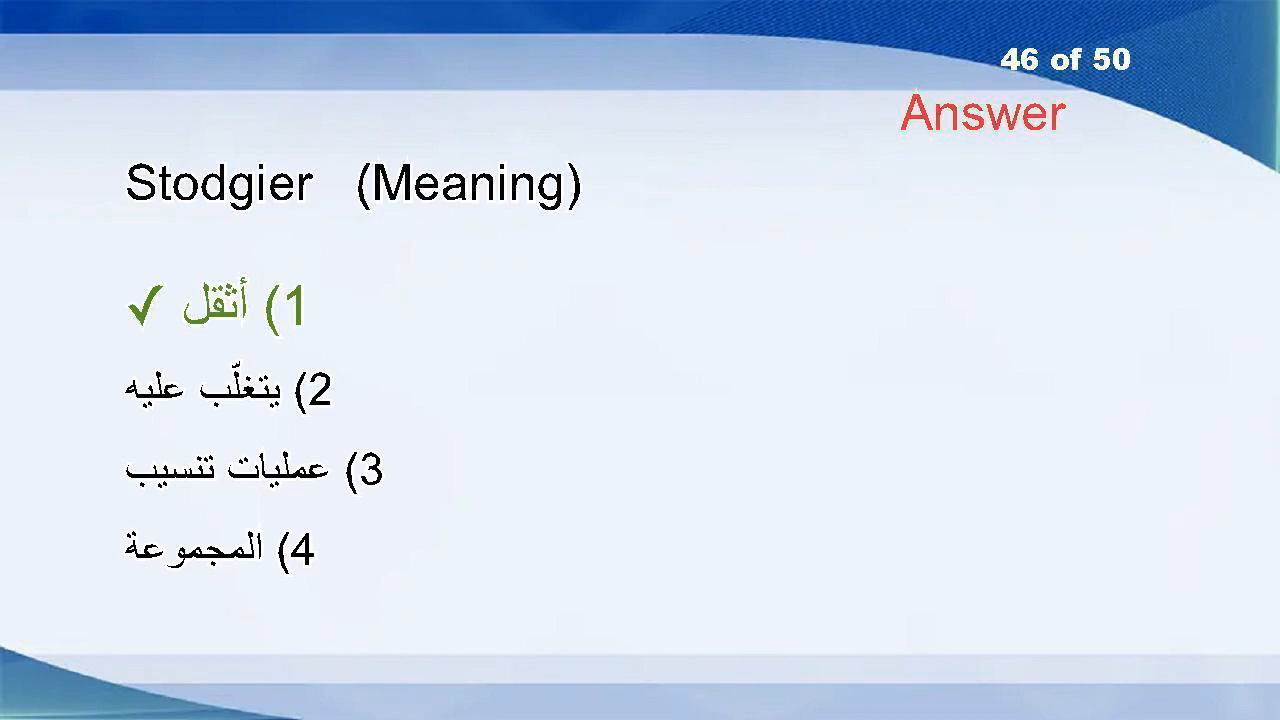 46 of 50
Answer
Stodgier (Meaning)
1) أثقل ✓
2) يتغلّب عليه
3) عمليات تنسيب
4) المجموعة